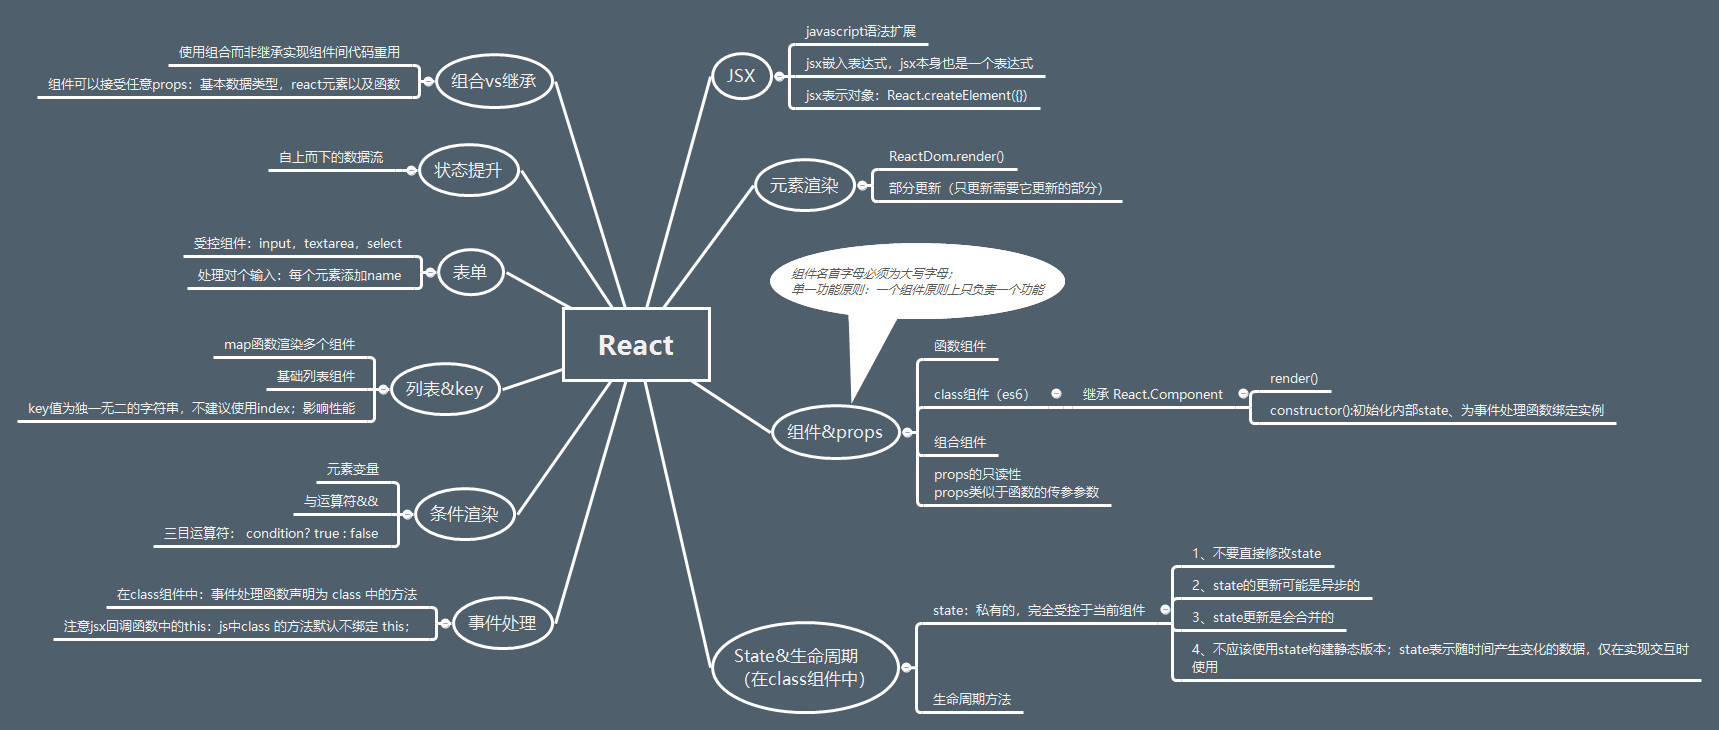 React
JSX
javascript语法扩展
jsx嵌入表达式，jsx本身也是一个表达式
jsx表示对象：React.createElement({})
元素渲染
ReactDom.render()
部分更新（只更新需要它更新的部分）
组件名首字母必须为大写字母；
单一功能原则：一个组件原则上只负责一个功能
组件&props
函数组件
class组件（es6）
继承 React.Component
render()
constructor():初始化内部state、为事件处理函数绑定实例
组合组件
props的只读性
props类似于函数的传参参数
State&生命周期
（在class组件中）
state：私有的，完全受控于当前组件
1、不要直接修改state
2、state的更新可能是异步的
3、state更新是会合并的
4、不应该使用state构建静态版本；state表示随时间产生变化的数据，仅在实现交互时
使用
生命周期方法
组合vs继承
使用组合而非继承实现组件间代码重用
组件可以接受任意props：基本数据类型，react元素以及函数
状态提升
自上而下的数据流
表单
受控组件：input，textarea，select
处理对个输入：每个元素添加name
列表&key
map函数渲染多个组件
基础列表组件
key值为独一无二的字符串，不建议使用index；影响性能
条件渲染
元素变量
与运算符&&
三目运算符： condition? true : false
事件处理
在class组件中：事件处理函数声明为 class 中的方法
注意jsx回调函数中的this：js中class 的方法默认不绑定 this；